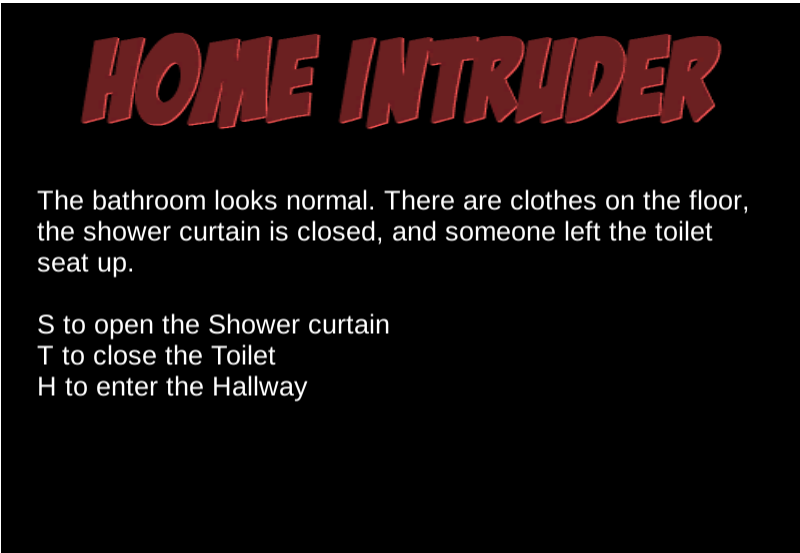 HOME INTRUDER
The bathroom looks normal. There are clothes on the floor,
the shower curtain is closed, and someone left the toilet
seat up.
S to open the Shower curtain
T to close the Toilet
H to enter the Hallway